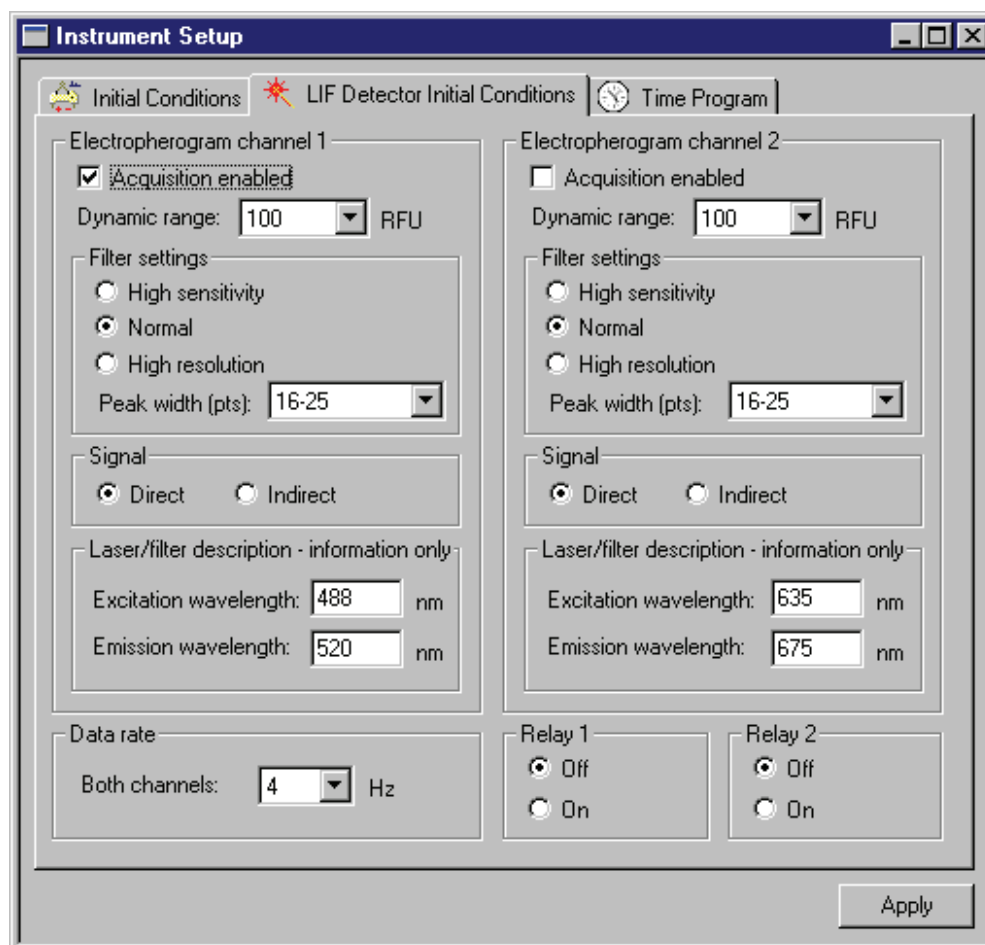 Instrument Setup
Initial Conditions
LIF Detector Initial Conditions
Time Program
Electropherogram channel 1
Acquisition enabled
Dynamic range: 100 RFU
Filter settings
High sensitivity
Normal
High resolution
Peak width (pts): 16-25
Signal
Direct Indirect
Laser/filter description - information only
Excitation wavelength: 488 nm
Emission wavelength: 520 nm
Electropherogram channel 2
Acquisition enabled
Dynamic range: 100 RFU
Filter settings
High sensitivity
Normal
High resolution
Peak width (pts): 16-25
Signal
Direct Indirect
Laser/filter description - information only
Excitation wavelength: 635 nm
Emission wavelength: 675 nm
Data rate
Both channels: 4 Hz
Relay 1
Off
On
Relay 2
Off
On
Apply